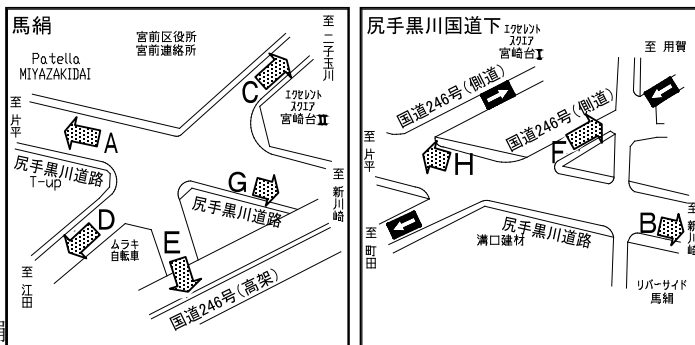 馬絹
宮前区役所
宮前連絡所
至二子玉川
Patella
MIYAZAKIDAI
C
エクセレント
スクエア
宮崎台Ⅱ
至片平
A
尻手黒川道路
T-up
G
至新川崎
尻手黒川道路
D
ムラキ
自転車
E
至江田
国道246号(高架)
絹
尻手黒川国道下
エクセレント
スクエア
宮崎台Ⅱ
至用賀
国道246号(側道)
国道246号(側道)
至片平
H
F
B
至新川崎
至町田
尻手黒川道路
溝口建材
リバーサイド
馬絹